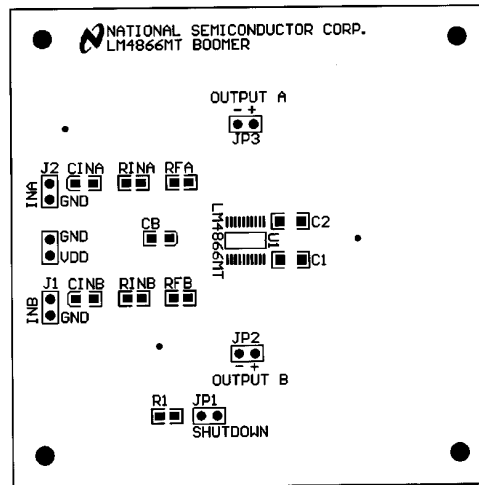 NATIONAL SEMICONDUCTOR CORP.
LM4866MT BOOMER
OUTPUT A
- +
JP3
J2 CINA RINA RFA
INA
GND
CB
LM4866MT
U1
C2
GND
VDD
C1
J1 CINB RINB RFB
INB
GND
JP2
- +
OUTPUT B
R1 JP1
SHUTDOWN